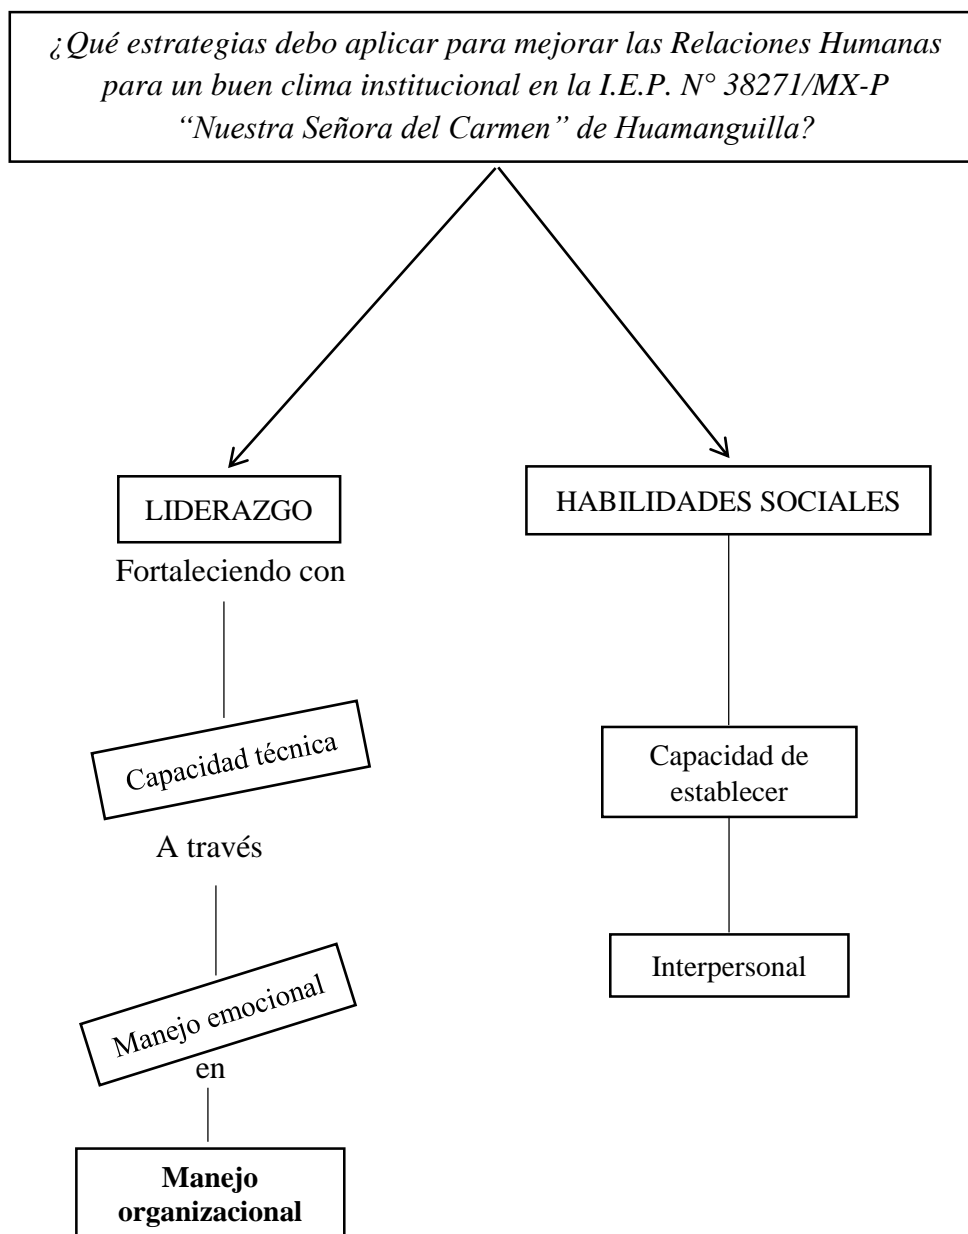 ¿Qué estrategias debo aplicar para mejorar las Relaciones Humanas
para un buen clima institucional en la I.E.P. N° 38271/MX-P
“Nuestra Señora del Carmen” de Huamanguilla?
LIDERAZGO
Fortaleciendo con
Capacidad técnica
A través
Manejo emocional
en
Manejo
organizacional
HABILIDADES SOCIALES
Capacidad de
establecer
Interpersonal